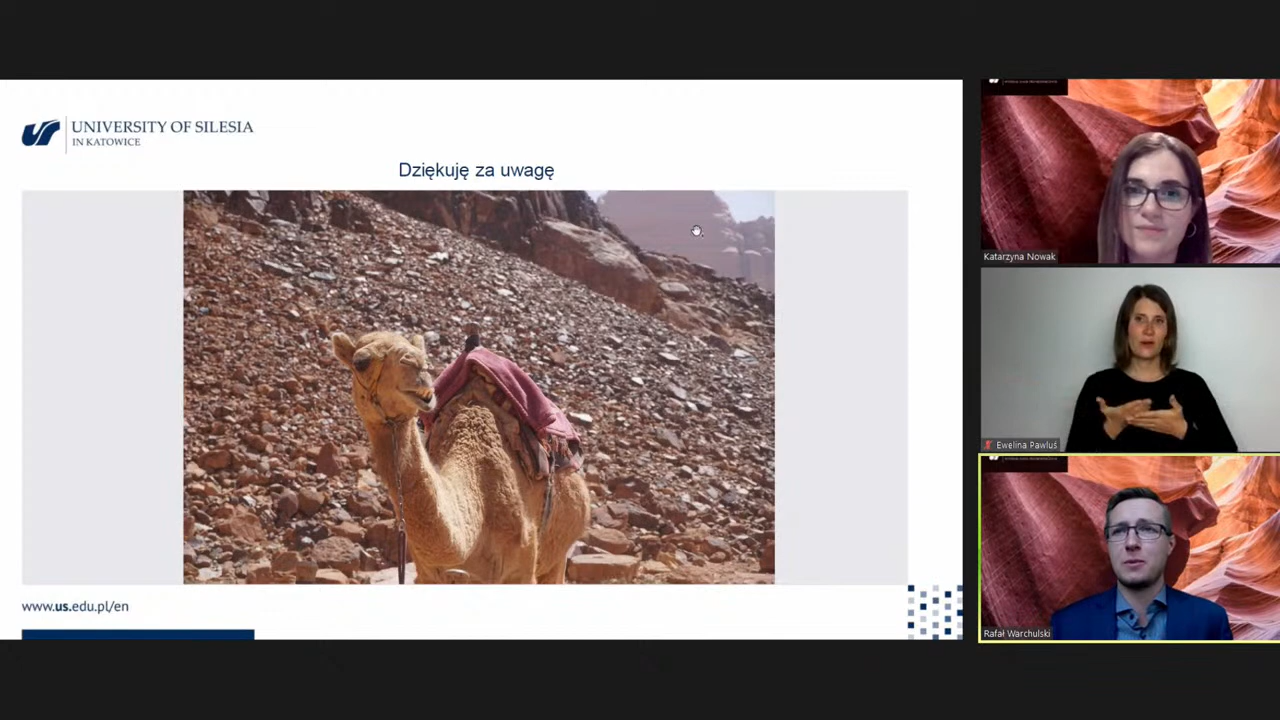 UNIVERSITY OF SILESIA
IN KATOWICE
Dziękuję za uwagę
www.us.edu.pl/en
Katarzyna Nowak
Ewelina Pawluś
Rafał Warchulski